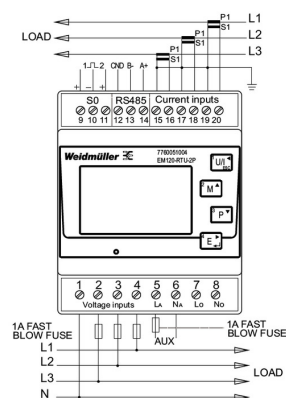 P1 L1
S1
LOAD P1 L2
S1
P1 L3
S1
1 2 GND B- A+
+ - +
S0 RS485 Current inputs
9 10 11 12 13 14 15 16 17 18 19 20
Weidmüller 7760051004
EM120-RTU-2P
U/I
ESC
M
P
E
1 2 3 4 5 6 7 8
LA NA Lo No
Voltage inputs
1A FAST
BLOW FUSE
AUX
1A FAST
BLOW FUSE
L1
L2
L3
N
LOAD